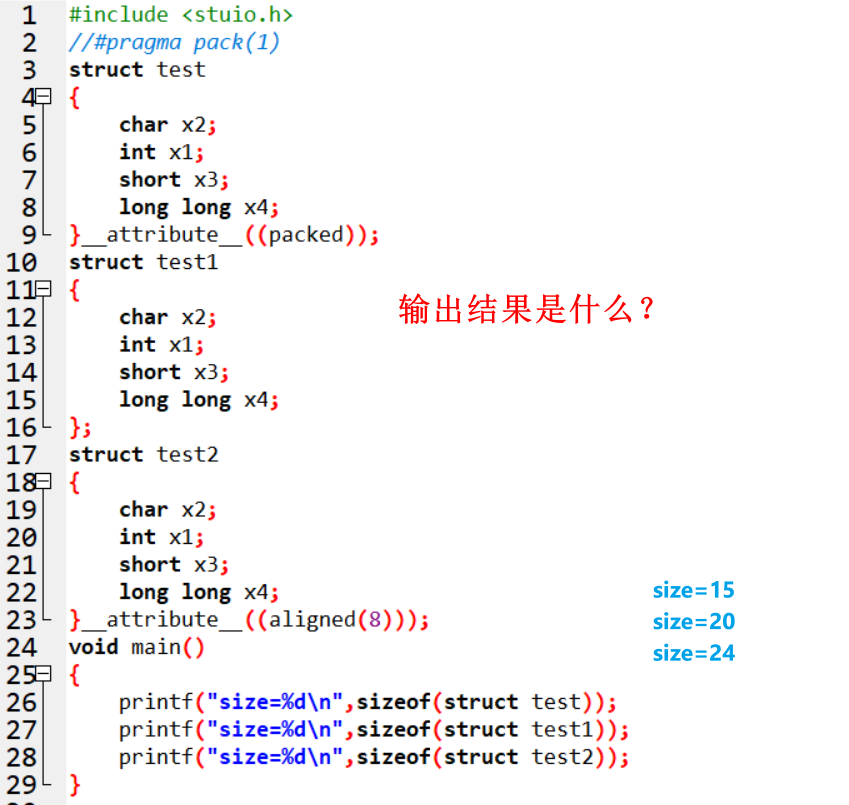 1 #include <stuio.h>
2 //#pragma pack(1)
3 struct test
4 {
5 char x2;
6 int x1;
7 short x3;
8 long long x4;
9 }__attribute__((packed));
10 struct test1
11 {
12 char x2;
13 int x1;
14 short x3;
15 long long x4;
16 };
17 struct test2
18 {
19 char x2;
20 int x1;
21 short x3;
22 long long x4;
23 }__attribute__((aligned(8)));
24 void main()
25 {
26 printf("size=%d\n",sizeof(struct test));
27 printf("size=%d\n",sizeof(struct test1));
28 printf("size=%d\n",sizeof(struct test2));
29 }
输出结果是什么？
size=15
size=20
size=24